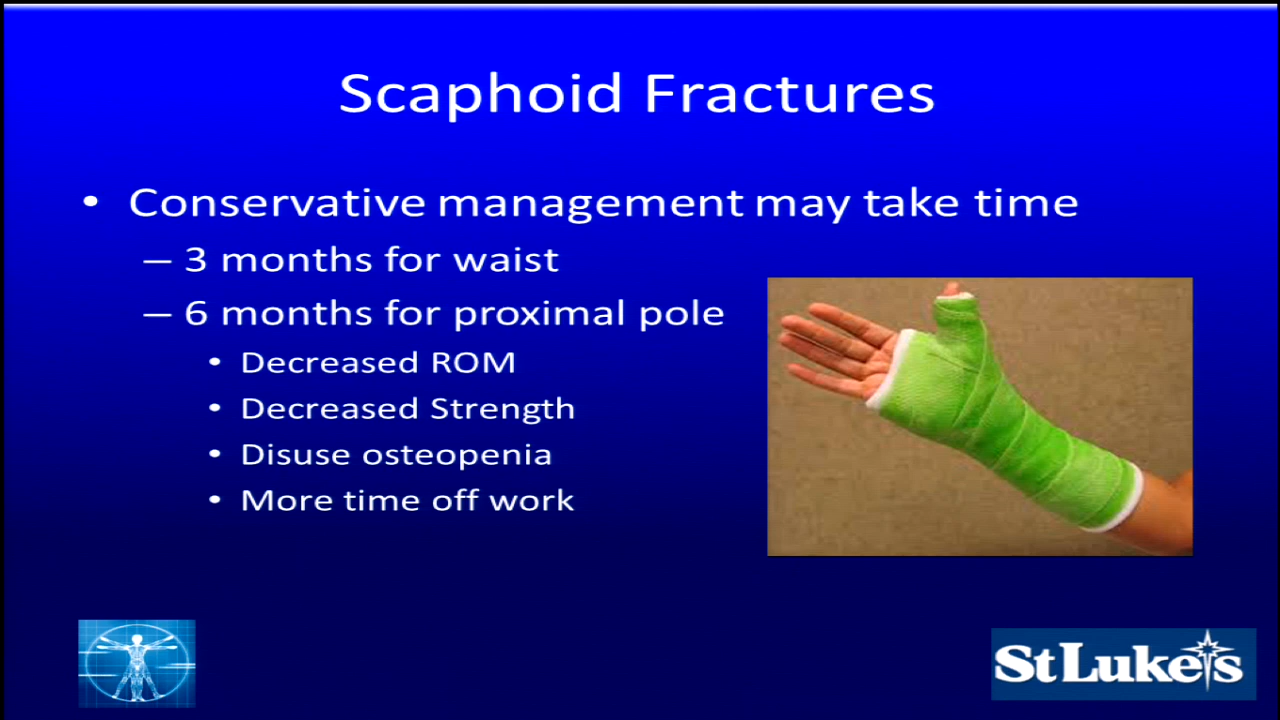 Scaphoid Fractures
• Conservative management may take time
– 3 months for waist
– 6 months for proximal pole
• Decreased ROM
• Decreased Strength
• Disuse osteopenia
• More time off work
St Luke's